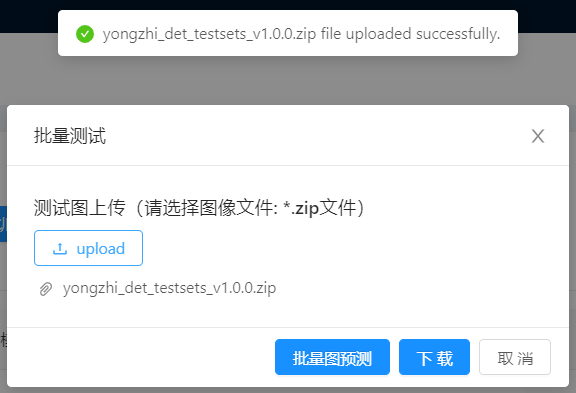 yongzhi_det_testsets_v1.0.0.zip file uploaded successfully.
批量测试
测试图上传（请选择图像文件: *.zip文件）
upload
yongzhi_det_testsets_v1.0.0.zip
批量图预测
下 载
取 消